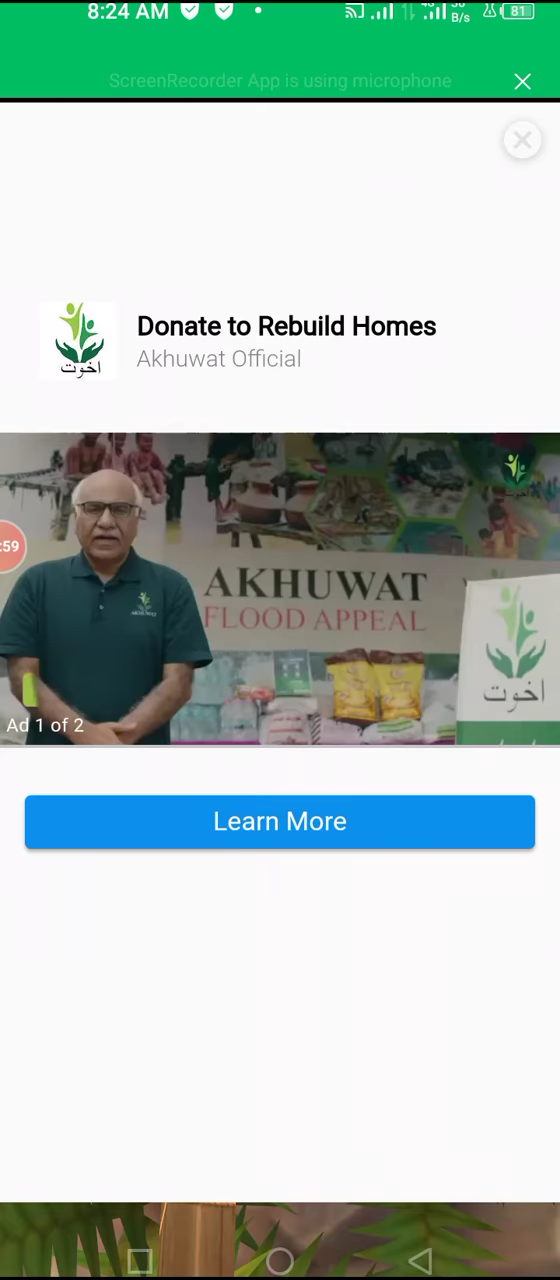 8:24 AM
B/s
81
ScreenRecorder App is using microphone
Donate to Rebuild Homes
Akhuwat Official
اخوت
:59
AKHUWAT
FLOOD APPEAL
اخوت
Ad 1 of 2
Learn More